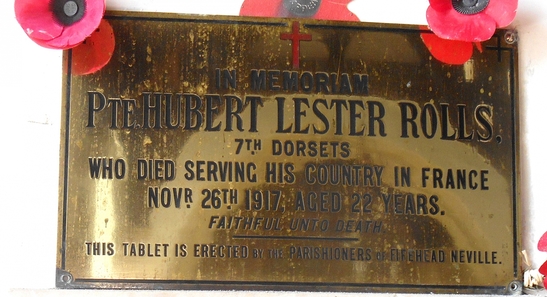 IN MEMORIAM
PTE. HUBERT LESTER ROLLS.
7TH DORSETS
WHO DIED SERVING HIS COUNTRY IN FRANCE
NOVR 26TH 1917, AGED 22 YEARS.
FAITHFUL UNTO DEATH.
THIS TABLET IS ERECTED BY THE PARISHIONERS OF FIFEHEAD NEVILLE.